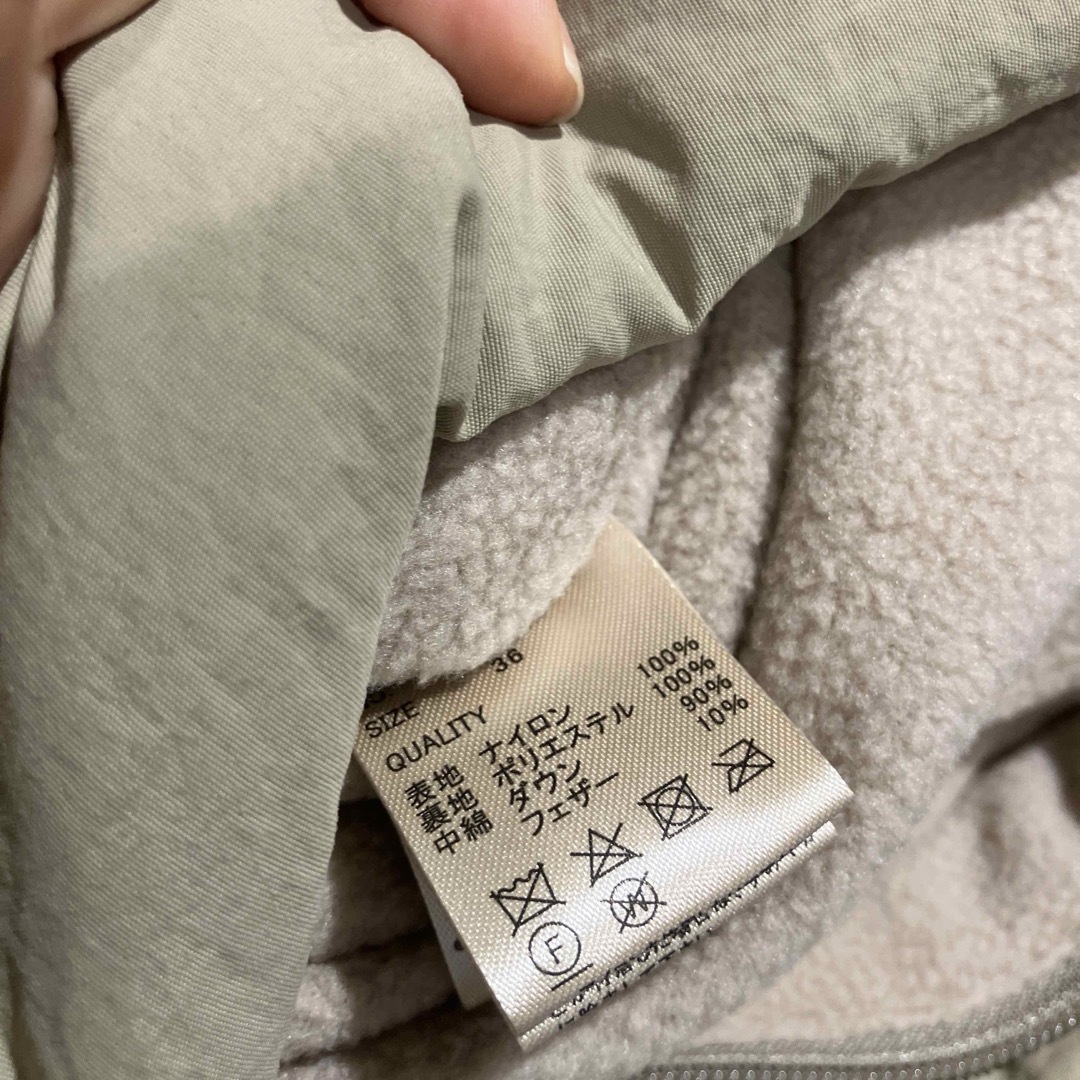 SIZE 36
QUALITY
表地 ナイロン 100%
裏地 ポリエステル 100%
中綿 ダウン 90%
フェザー 10%
F W